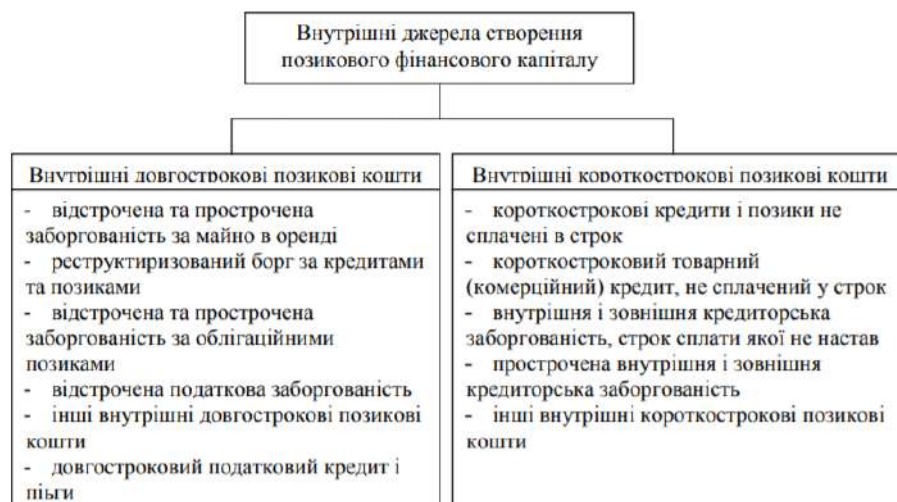 Внутрішні джерела створення
позикового фінансового капіталу
Внутрішні довгострокові позикові кошти
- відстрочена та прострочена
заборгованість за майно в оренді
- реструктиризований борг за кредитами
та позиками
- відстрочена та прострочена
заборгованість за облігаційними
позиками
- відстрочена податкова заборгованість
- інші внутрішні довгострокові позикові
кошти
- довгостроковий податковий кредит і
пільги
Внутрішні короткострокові позикові кошти
- короткострокові кредити і позики не
сплачені в строк
- короткостроковий товарний
(комерційний) кредит, не сплачений у строк
- внутрішня і зовнішня кредиторська
заборгованість, строк сплати якої не настав
- прострочена внутрішня і зовнішня
кредиторська заборгованість
- інші внутрішні короткострокові позикові
кошти